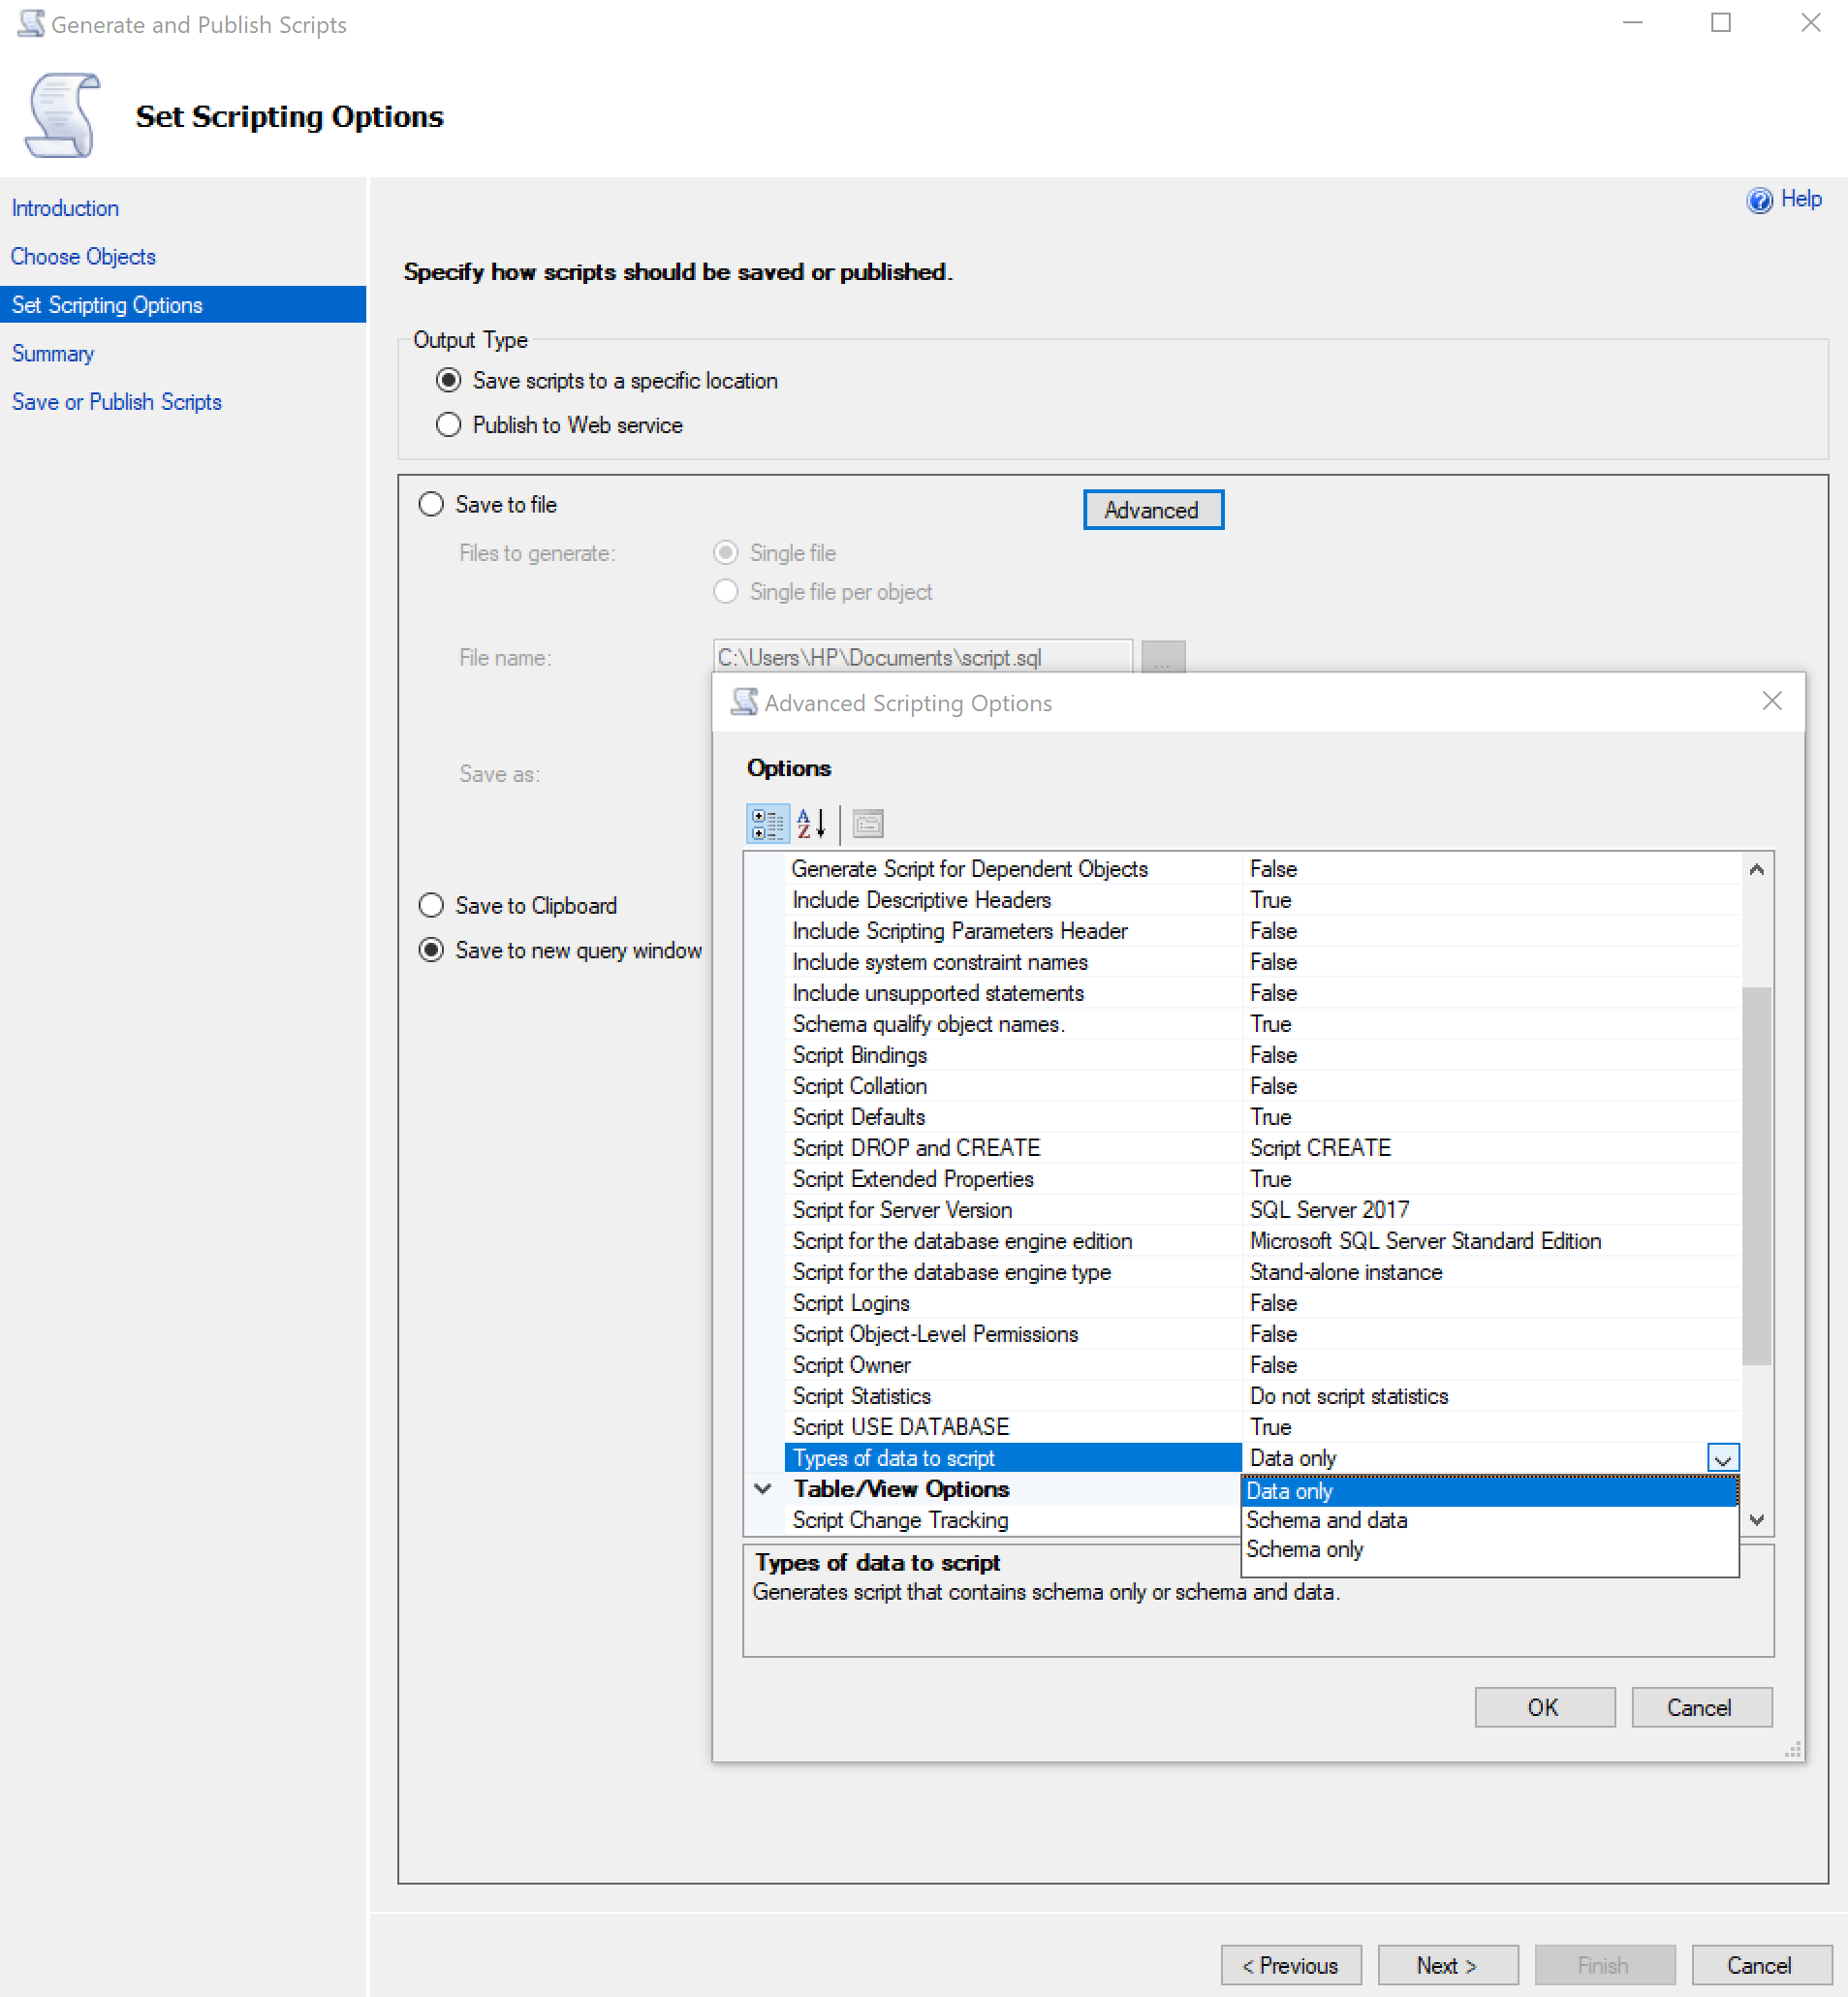 Generate and Publish Scripts
Set Scripting Options
Introduction
Choose Objects
Set Scripting Options
Summary
Save or Publish Scripts
Help
Specify how scripts should be saved or published.
Output Type
Save scripts to a specific location
Publish to Web service
Save to file
Advanced
Files to generate:
Single file
Single file per object
File name:
C:\Users\HP\Documents\script.sql
...
Save as:
Save to Clipboard
Save to new query window
Advanced Scripting Options
Options
Generate Script for Dependent Objects False
Include Descriptive Headers True
Include Scripting Parameters Header False
Include system constraint names False
Include unsupported statements False
Schema qualify object names. True
Script Bindings False
Script Collation False
Script Defaults True
Script DROP and CREATE Script CREATE
Script Extended Properties True
Script for Server Version SQL Server 2017
Script for the database engine edition Microsoft SQL Server Standard Edition
Script for the database engine type Stand-alone instance
Script Logins False
Script Object-Level Permissions False
Script Owner False
Script Statistics Do not script statistics
Script USE DATABASE True
Types of data to script Data only
Table/View Options
Script Change Tracking
Data only
Schema and data
Schema only
Types of data to script
Generates script that contains schema only or schema and data.
OK
Cancel
< Previous
Next >
Finish
Cancel